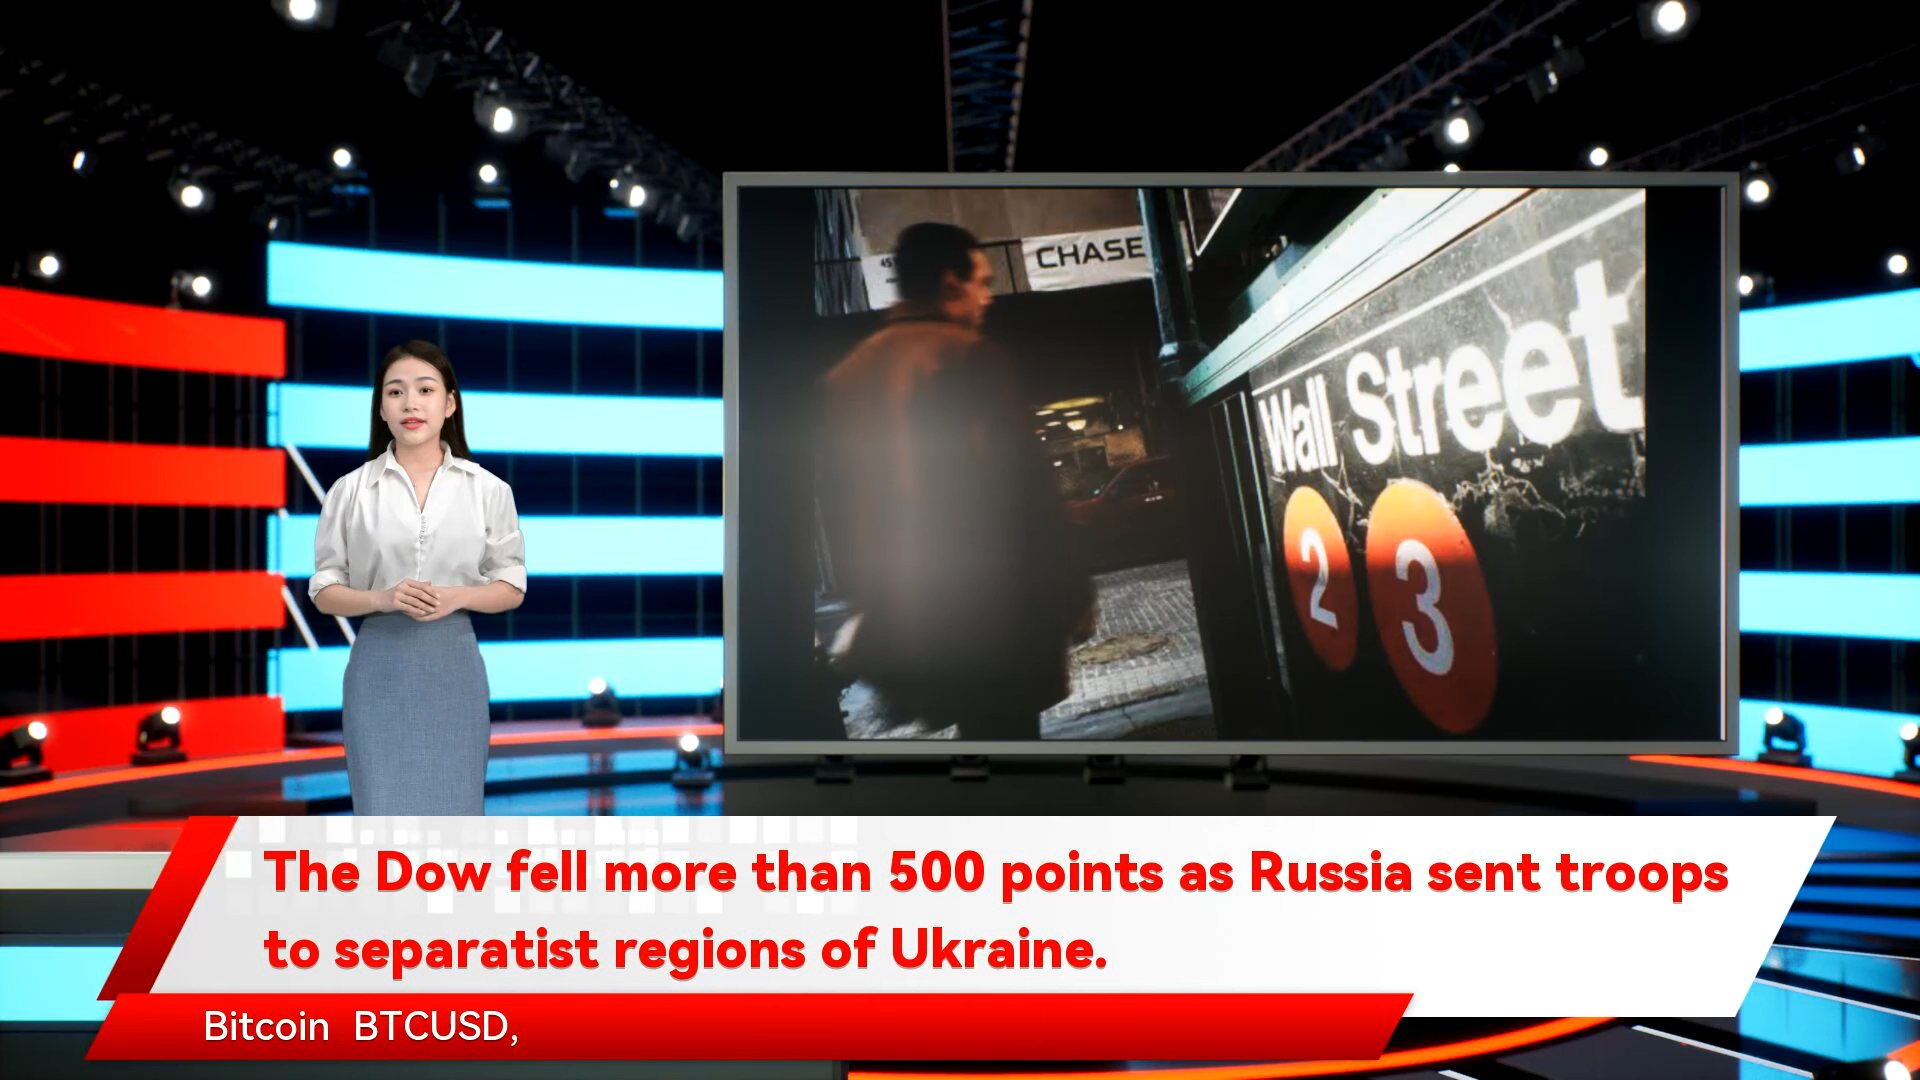 CHASE
Wall Street
2 3
The Dow fell more than 500 points as Russia sent troops
to separatist regions of Ukraine.
Bitcoin BTCUSD,